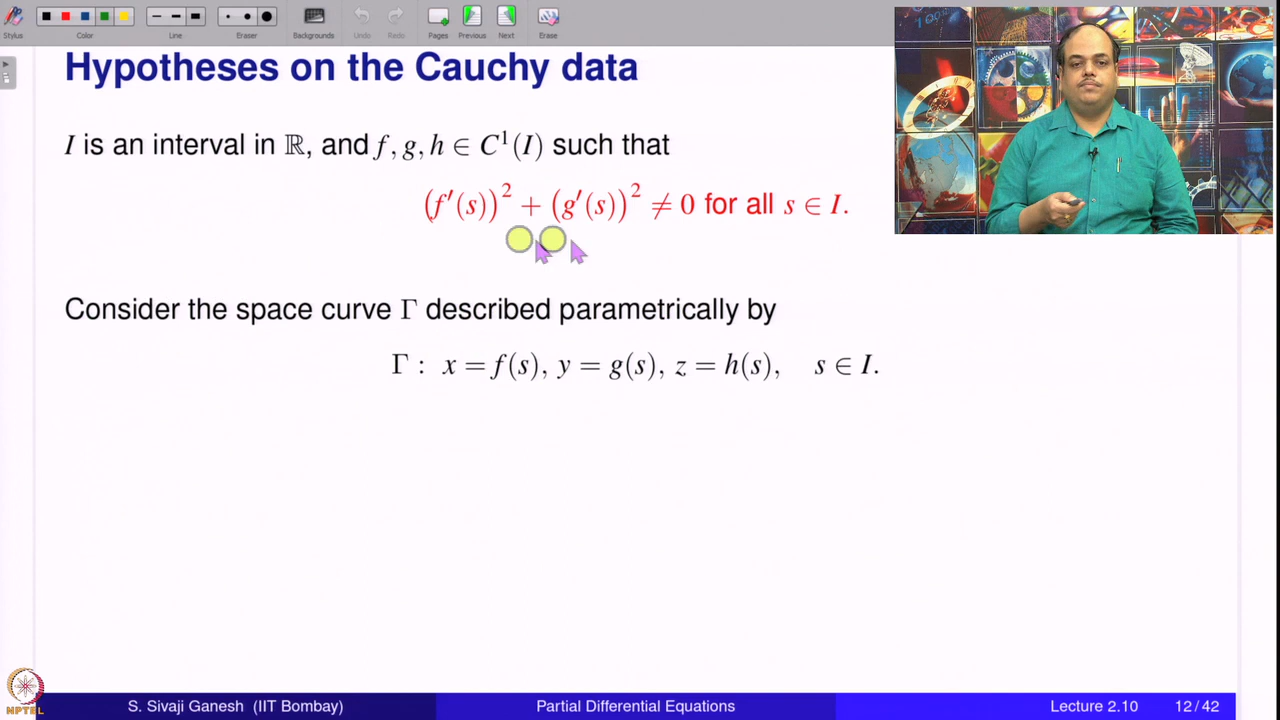 Stylus
Color
Line
Eraser
Backgrounds
Undo
Redo
Pages
Previous
Next
Erase
Hypotheses on the Cauchy data
I is an interval in ℝ, and f, g, h ∈ C¹(I) such that
(f′(s))² + (g′(s))² ≠ 0 for all s ∈ I.
Consider the space curve Γ described parametrically by
Γ : x = f(s), y = g(s), z = h(s), s ∈ I.
NPTEL
S. Sivaji Ganesh (IIT Bombay)
Partial Differential Equations
Lecture 2.10
12 / 42